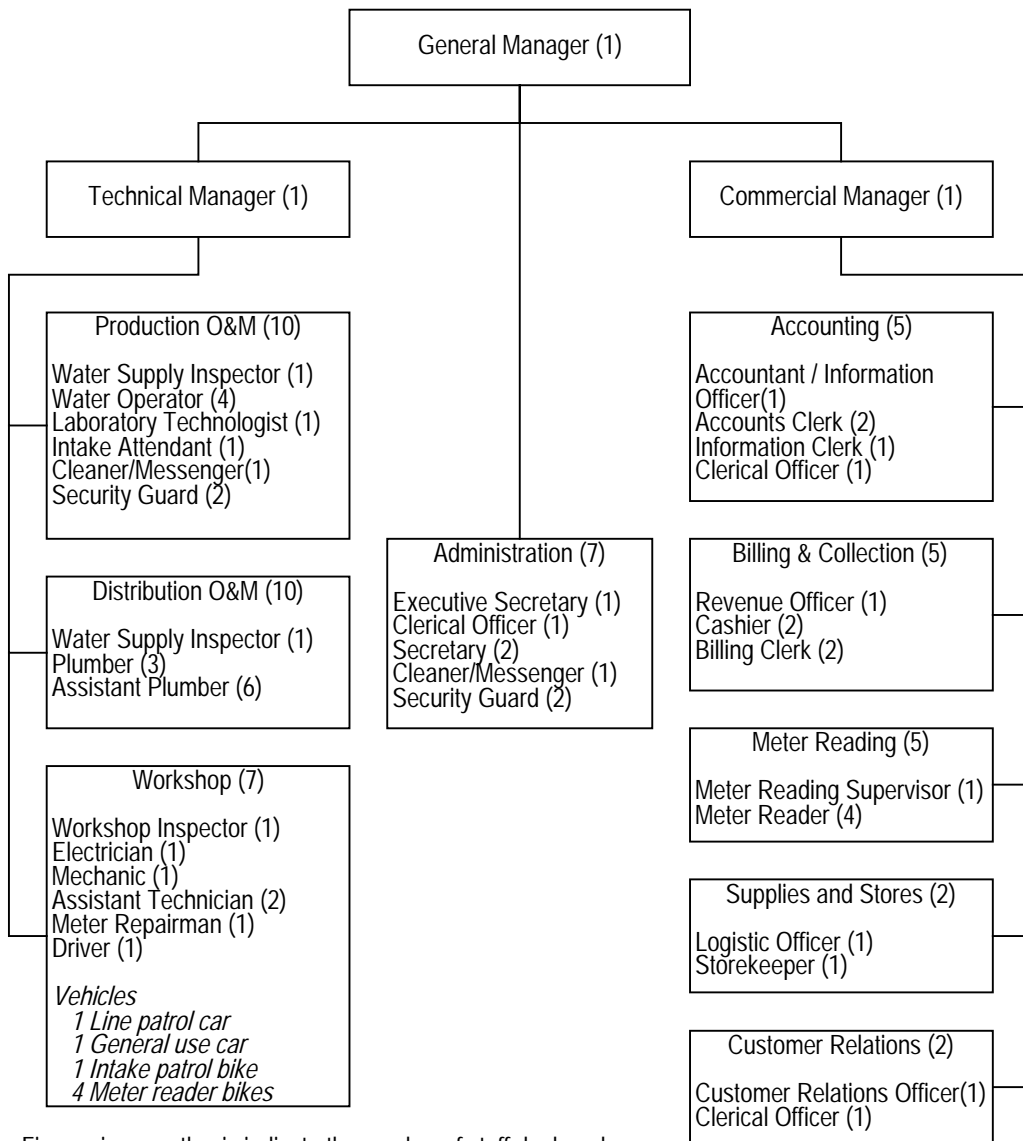 General Manager (1)
Technical Manager (1)
Commercial Manager (1)
Production O&M (10)
Water Supply Inspector (1)
Water Operator (4)
Laboratory Technologist (1)
Intake Attendant (1)
Cleaner/Messenger(1)
Security Guard (2)
Distribution O&M (10)
Water Supply Inspector (1)
Plumber (3)
Assistant Plumber (6)
Workshop (7)
Workshop Inspector (1)
Electrician (1)
Mechanic (1)
Assistant Technician (2)
Meter Repairman (1)
Driver (1)
Vehicles
1 Line patrol car
1 General use car
1 Intake patrol bike
4 Meter reader bikes
Administration (7)
Executive Secretary (1)
Clerical Officer (1)
Secretary (2)
Cleaner/Messenger (1)
Security Guard (2)
Accounting (5)
Accountant / Information
Officer(1)
Accounts Clerk (2)
Information Clerk (1)
Clerical Officer (1)
Billing & Collection (5)
Revenue Officer (1)
Cashier (2)
Billing Clerk (2)
Meter Reading (5)
Meter Reading Supervisor (1)
Meter Reader (4)
Supplies and Stores (2)
Logistic Officer (1)
Storekeeper (1)
Customer Relations (2)
Customer Relations Officer(1)
Clerical Officer (1)